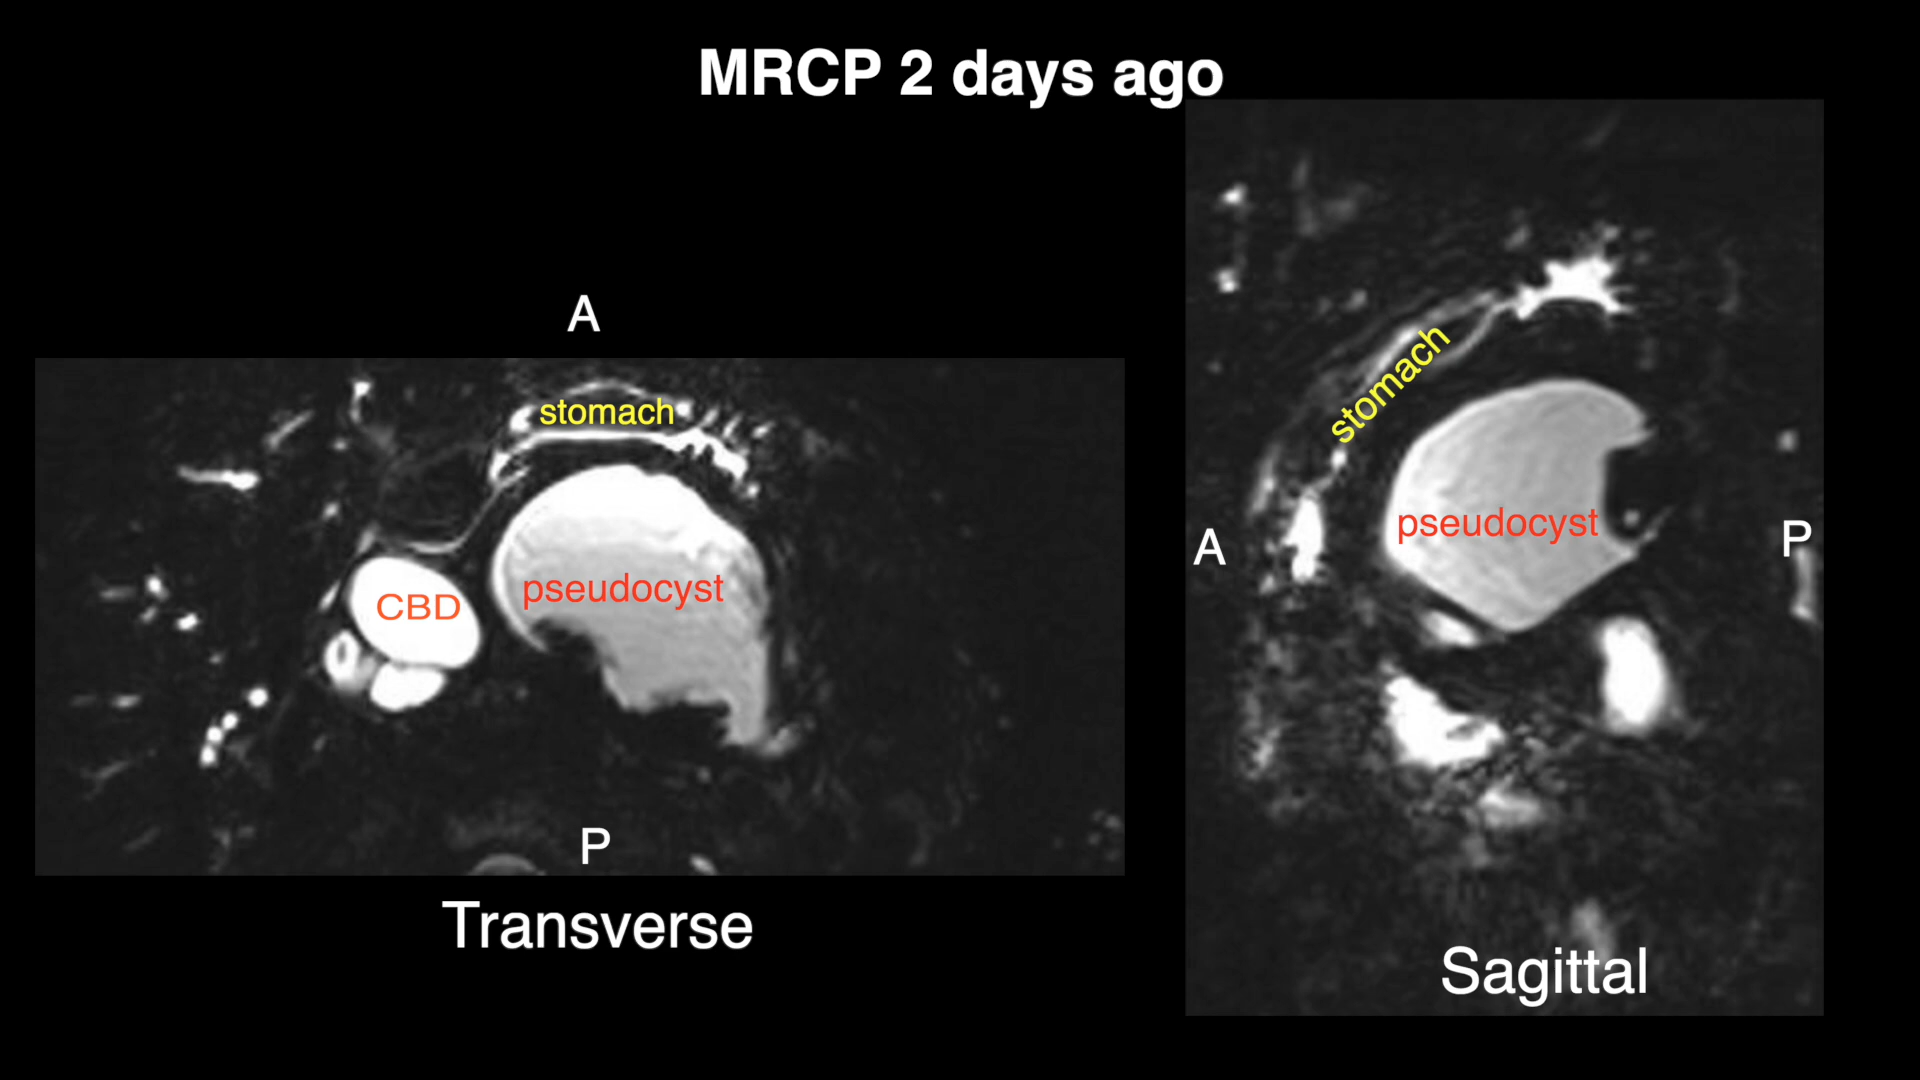 MRCP 2 days ago
A
stomach
CBD
pseudocyst
P
Transverse
stomach
A
pseudocyst
P
Sagittal